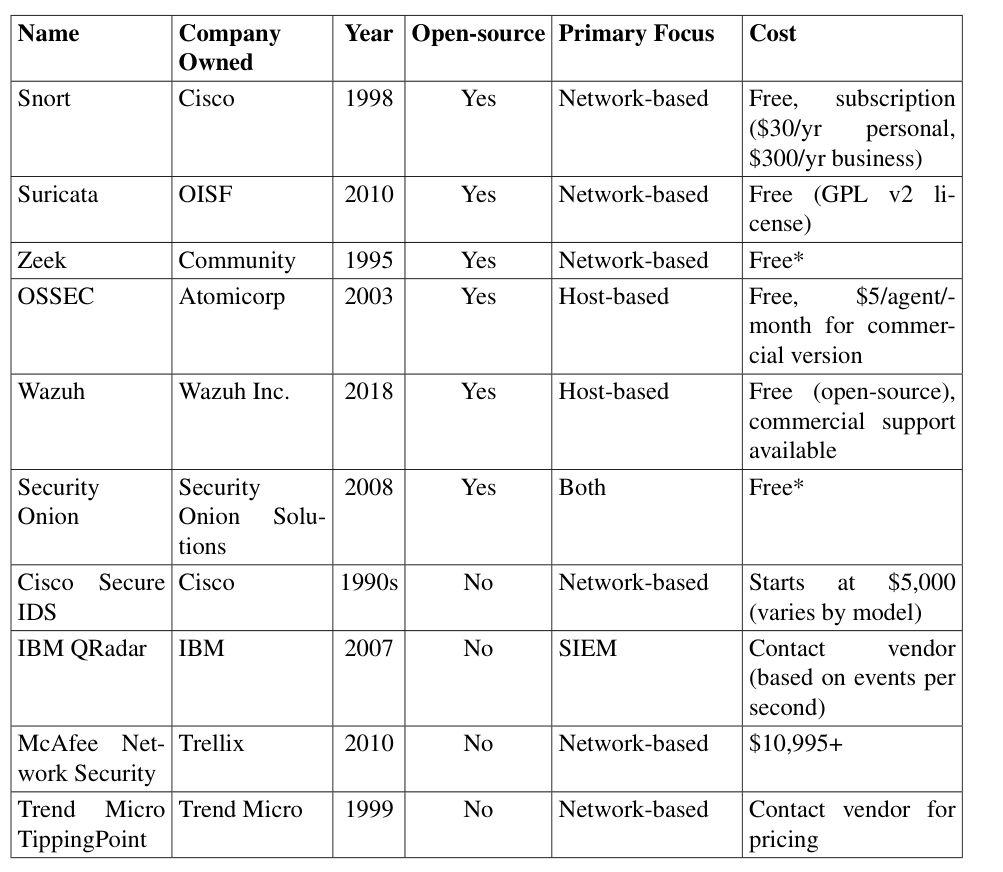 Name Company Year Open-source Primary Focus Cost
Owned
Snort Cisco 1998 Yes Network-based Free, subscription
($30/yr personal,
$300/yr business)
Suricata OISF 2010 Yes Network-based Free (GPL v2 li-
cense)
Zeek Community 1995 Yes Network-based Free*
OSSEC Atomicorp 2003 Yes Host-based Free, $5/agent/-
month for commer-
cial version
Wazuh Wazuh Inc. 2018 Yes Host-based Free (open-source),
commercial support
available
Security Security 2008 Yes Both Free*
Onion Onion Solu-
tions
Cisco Secure Cisco 1990s No Network-based Starts at $5,000
IDS (varies by model)
IBM QRadar IBM 2007 No SIEM Contact vendor
(based on events per
second)
McAfee Net- Trellix 2010 No Network-based $10,995+
work Security
Trend Micro Trend Micro 1999 No Network-based Contact vendor for
TippingPoint pricing